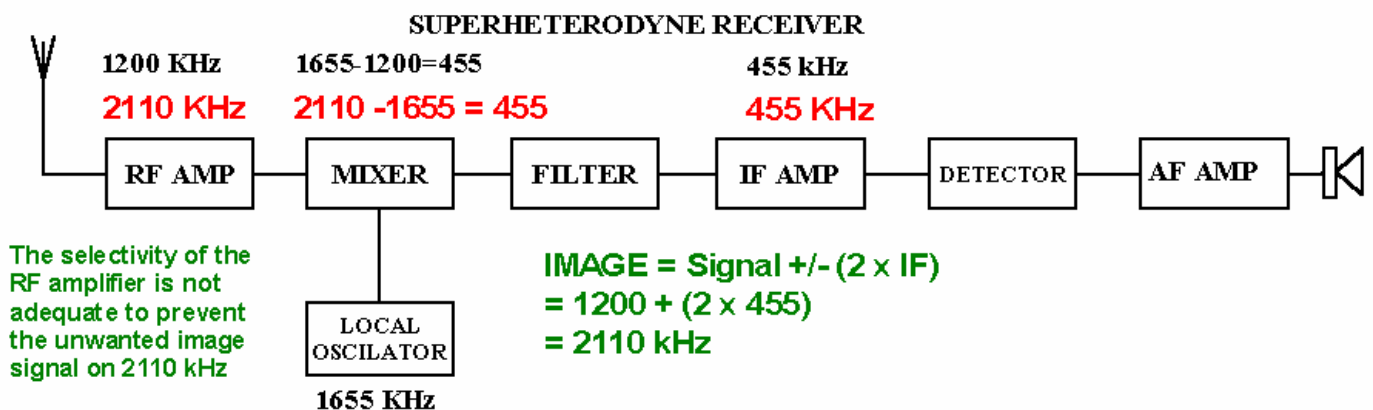 SUPERHETERODYNE RECEIVER
1200 KHz
1655-1200=455
455 kHz
2110 KHz
2110 -1655 = 455
455 KHz
RF AMP
MIXER
FILTER
IF AMP
DETECTOR
AF AMP
The selectivity of the
RF amplifier is not
adequate to prevent
the unwanted image
signal on 2110 kHz
LOCAL
OSCILATOR
1655 KHz
IMAGE = Signal +/- (2 x IF)
= 1200 + (2 x 455)
= 2110 kHz